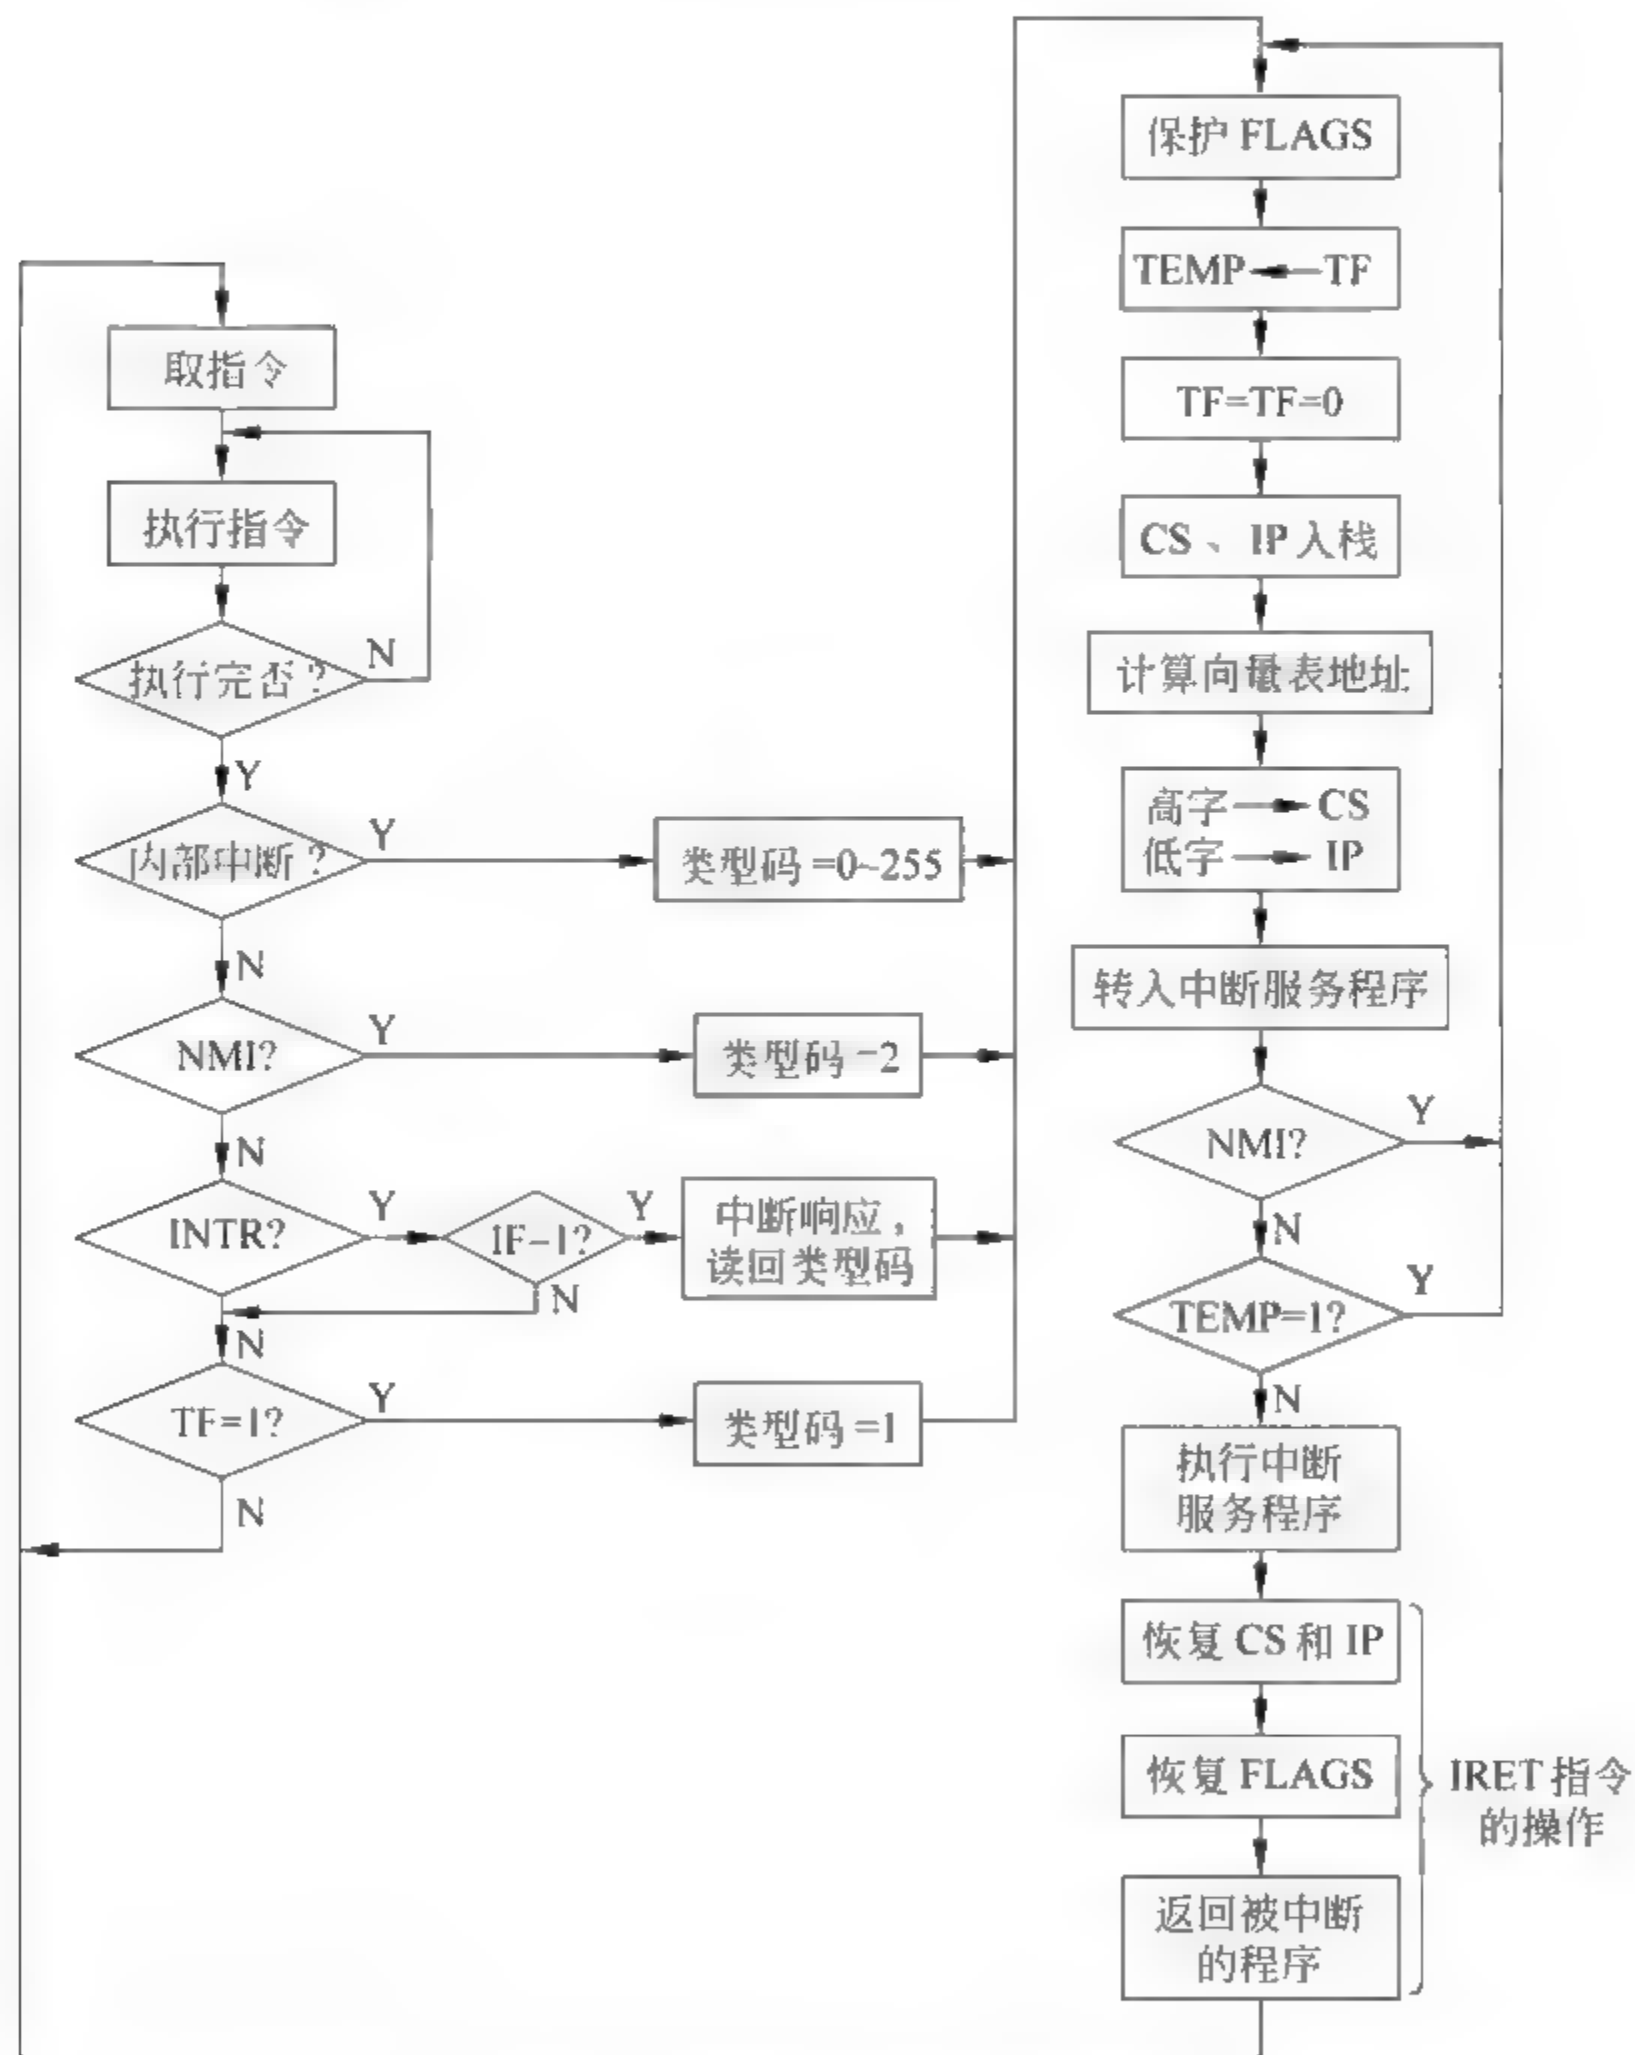 取指令
执行指令
执行完否?
N
Y
内部中断?
Y
类型码=0~255
N
NMI?
Y
类型码=2
N
INTR?
Y
IF=1?
Y
中断响应,
读回类型码
N
N
TF=1?
Y
类型码=1
N
保护 FLAGS
TEMP←TF
TF=TF=0
CS、IP入栈
计算向量表地址
高字→CS
低字→IP
转入中断服务程序
NMI?
Y
N
TEMP=1?
Y
N
执行中断
服务程序
恢复 CS 和 IP
恢复 FLAGS
返回被中断
的程序
IRET 指令
的操作